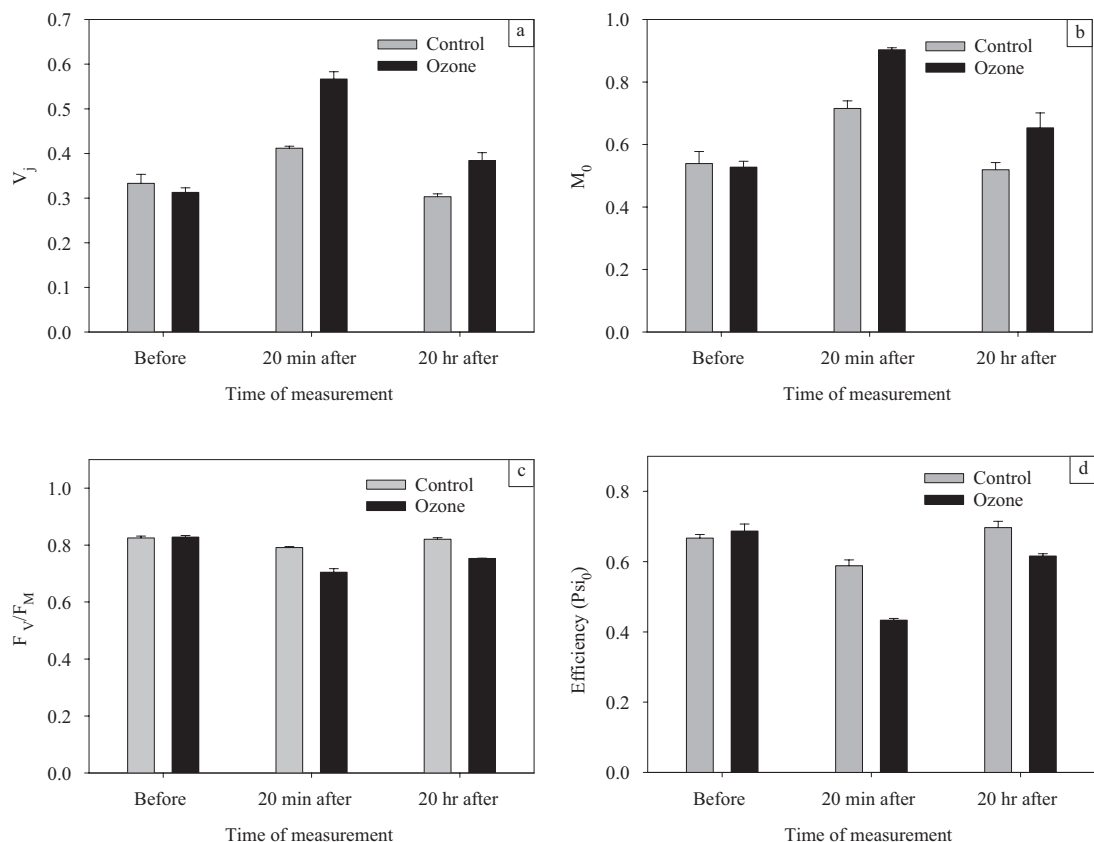 a
0.7
0.6
0.5
0.4
0.3
0.2
0.1
0.0
V_j
Control
Ozone
Before
20 min after
20 hr after
Time of measurement
b
1.0
0.8
0.6
0.4
0.2
0.0
M_0
Control
Ozone
Before
20 min after
20 hr after
Time of measurement
c
1.0
0.8
0.6
0.4
0.2
0.0
F_V/F_M
Control
Ozone
Before
20 min after
20 hr after
Time of measurement
d
0.8
0.6
0.4
0.2
0.0
Efficiency (Psi_0)
Control
Ozone
Before
20 min after
20 hr after
Time of measurement